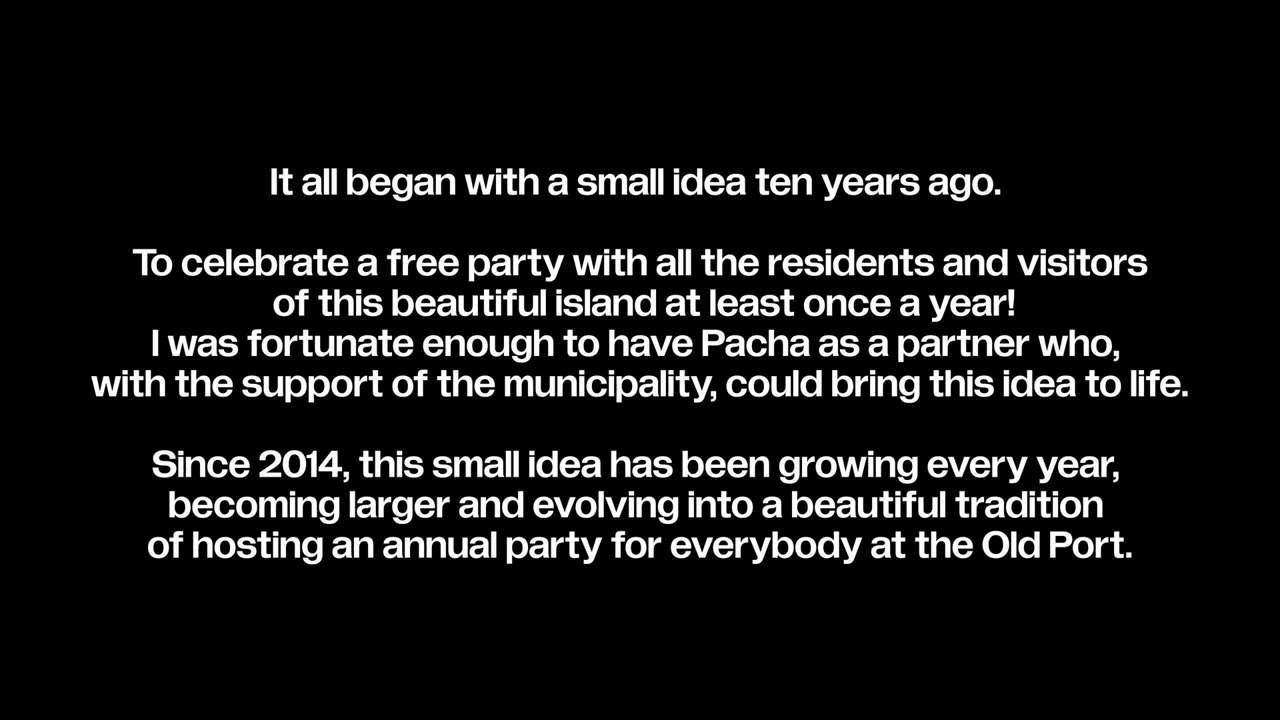 It all began with a small idea ten years ago.
To celebrate a free party with all the residents and visitors
of this beautiful island at least once a year!
I was fortunate enough to have Pacha as a partner who,
with the support of the municipality, could bring this idea to life.
Since 2014, this small idea has been growing every year,
becoming larger and evolving into a beautiful tradition
of hosting an annual party for everybody at the Old Port.